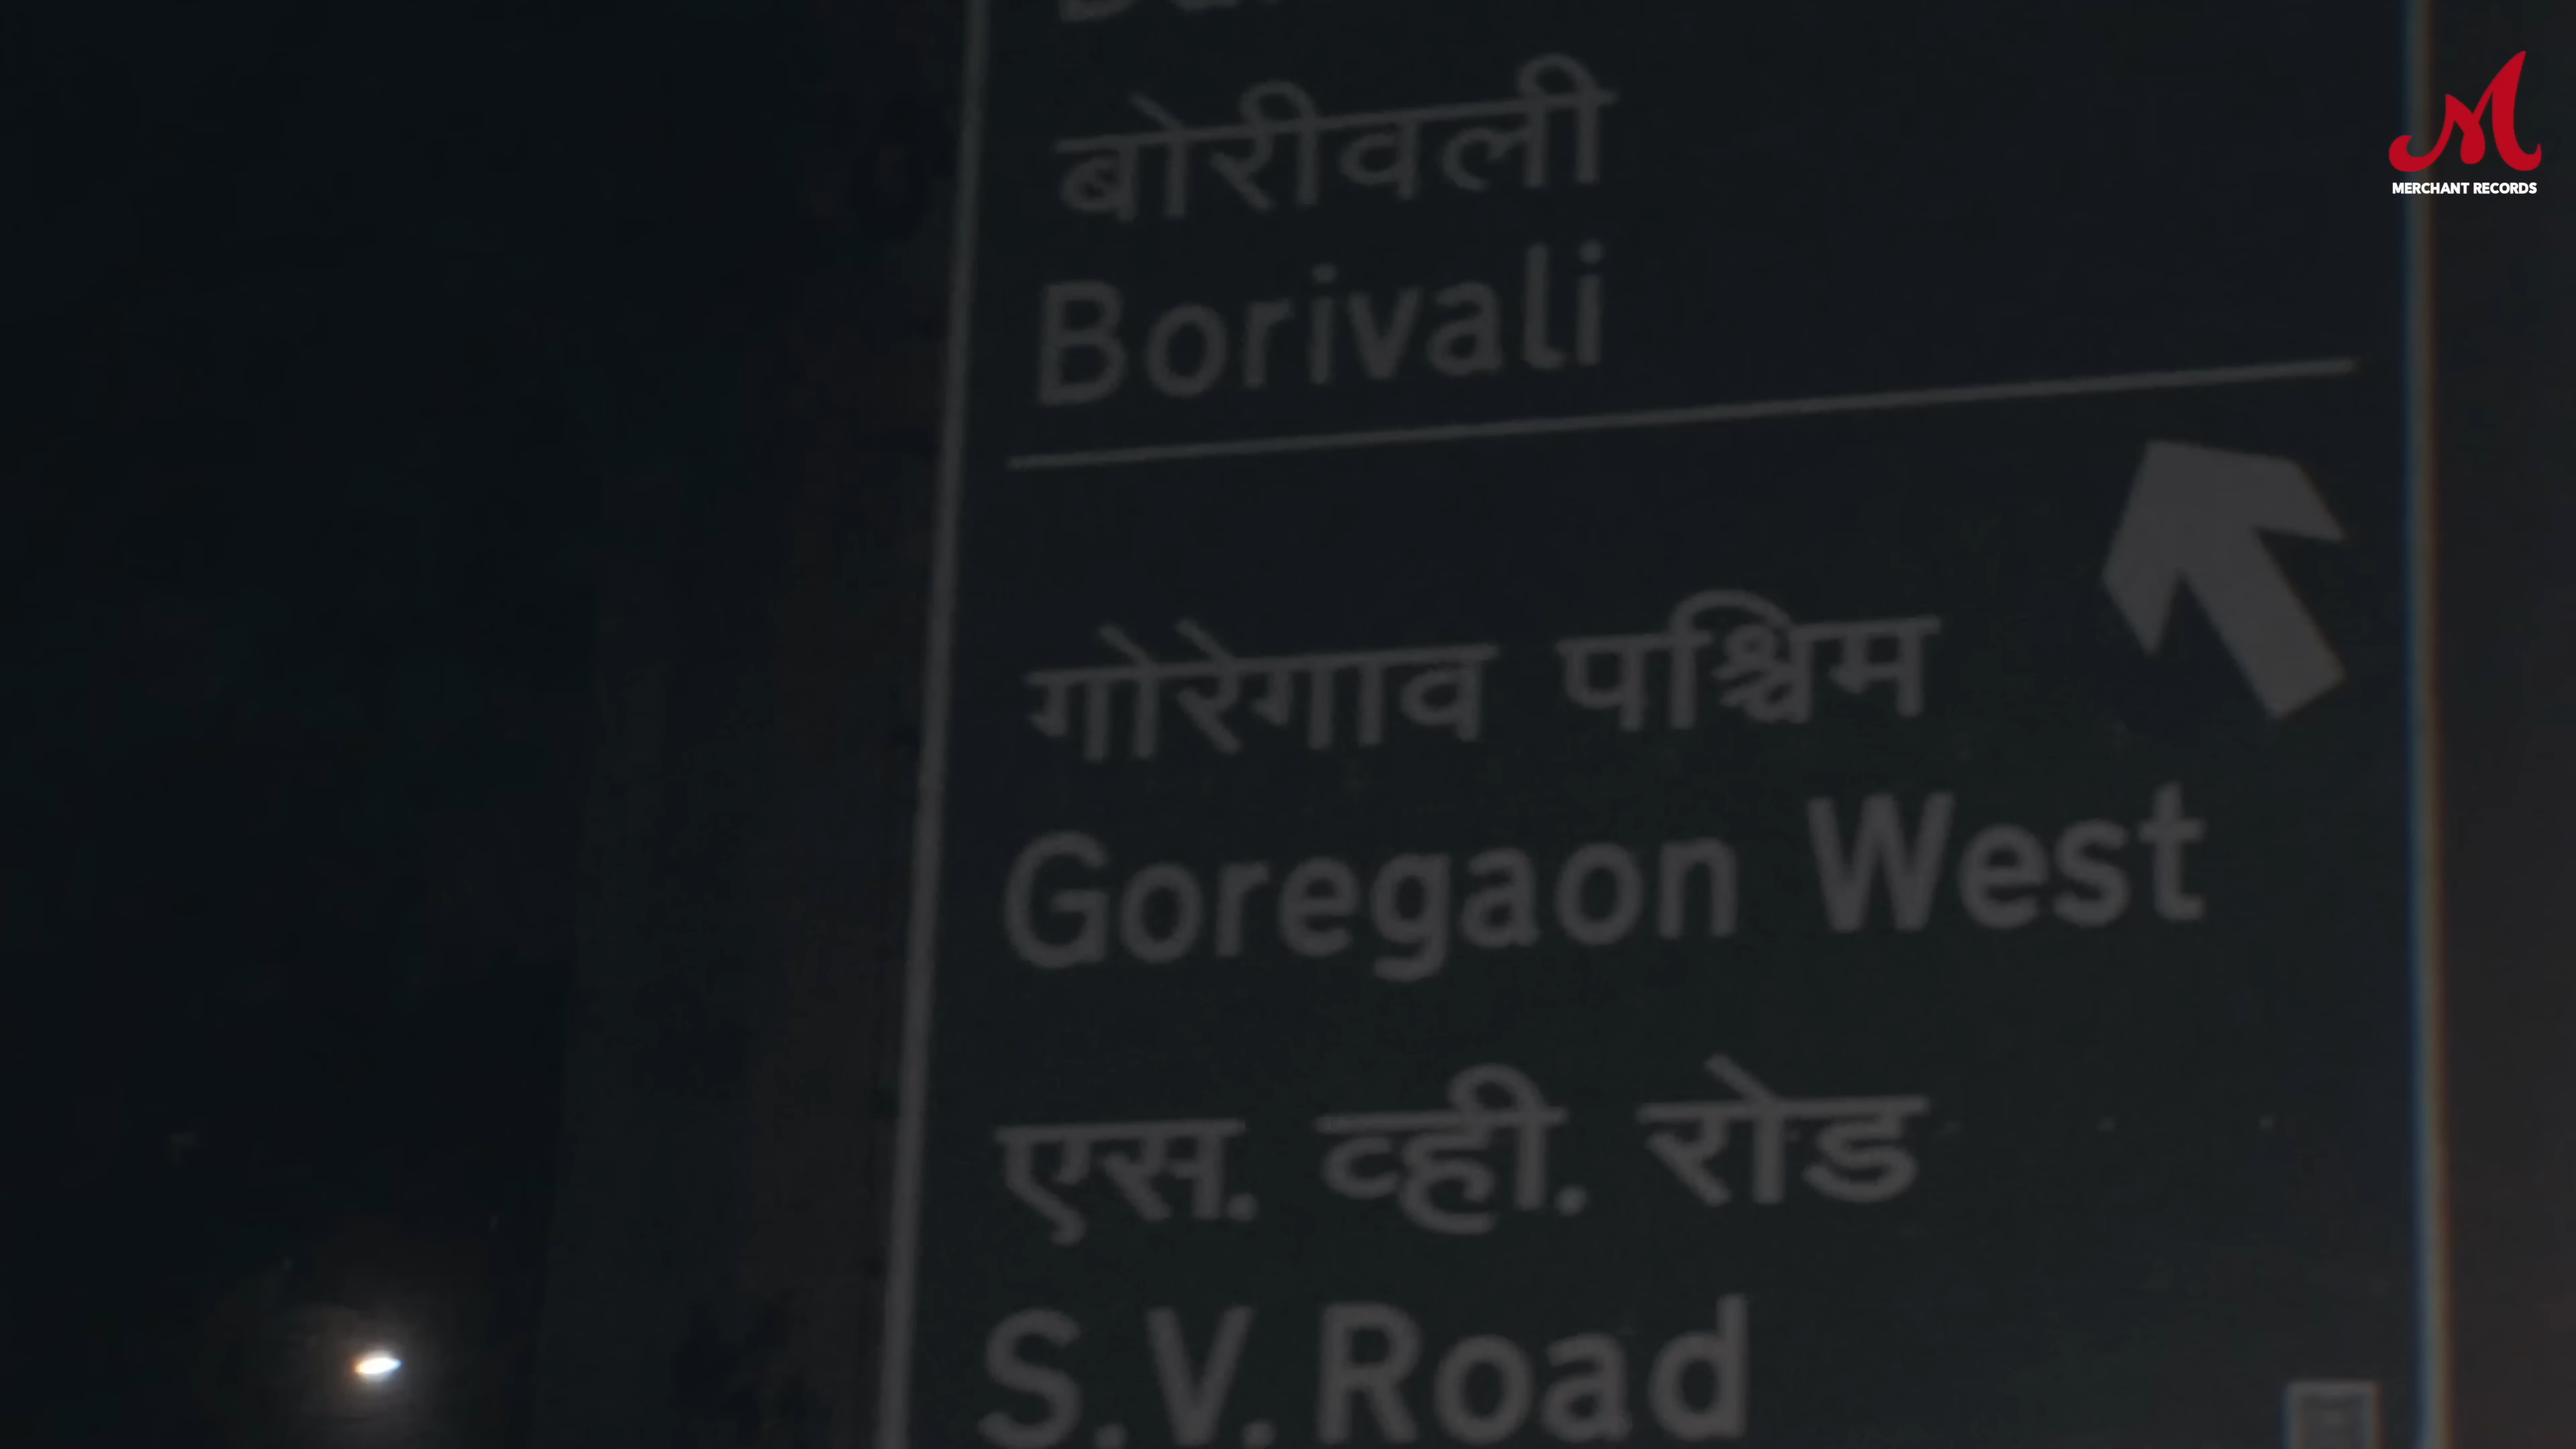 बोरीवली
Borivali
गोरेगाव पश्चिम
Goregaon West
एस. व्ही. रोड
S.V. Road
MERCHANT RECORDS